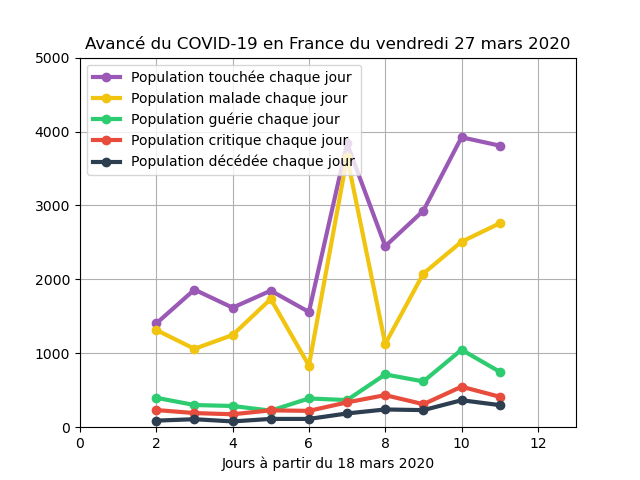 Avancé du COVID-19 en France du vendredi 27 mars 2020
5000
4000
3000
2000
1000
0
Population touchée chaque jour
Population malade chaque jour
Population guérie chaque jour
Population critique chaque jour
Population décédée chaque jour
0 2 4 6 8 10 12
Jours à partir du 18 mars 2020